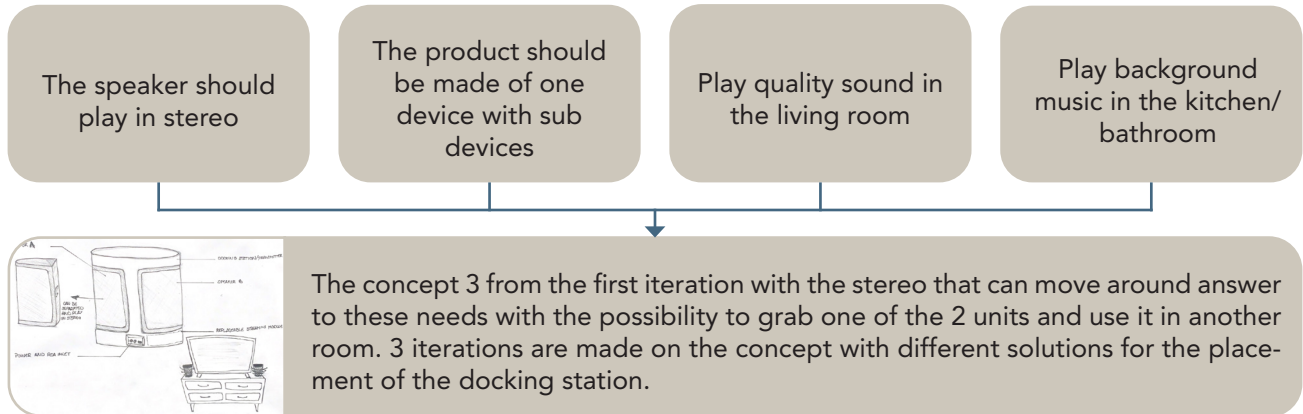 The speaker should
play in stereo
The product should
be made of one
device with sub
devices
Play quality sound in
the living room
Play background
music in the kitchen/
bathroom
The concept 3 from the first iteration with the stereo that can move around answer
to these needs with the possibility to grab one of the 2 units and use it in another
room. 3 iterations are made on the concept with different solutions for the place-
ment of the docking station.
A
CAN BE
POWER AND